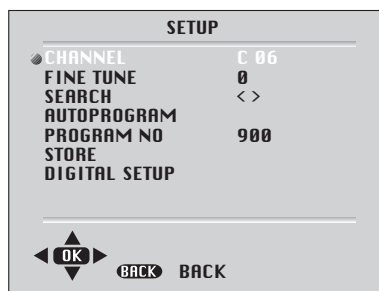 SETUP
CHANNEL C 06
FINE TUNE 0
SEARCH < >
AUTOPROGRAM
PROGRAM NO 900
STORE
DIGITAL SETUP
OK
BACK BACK